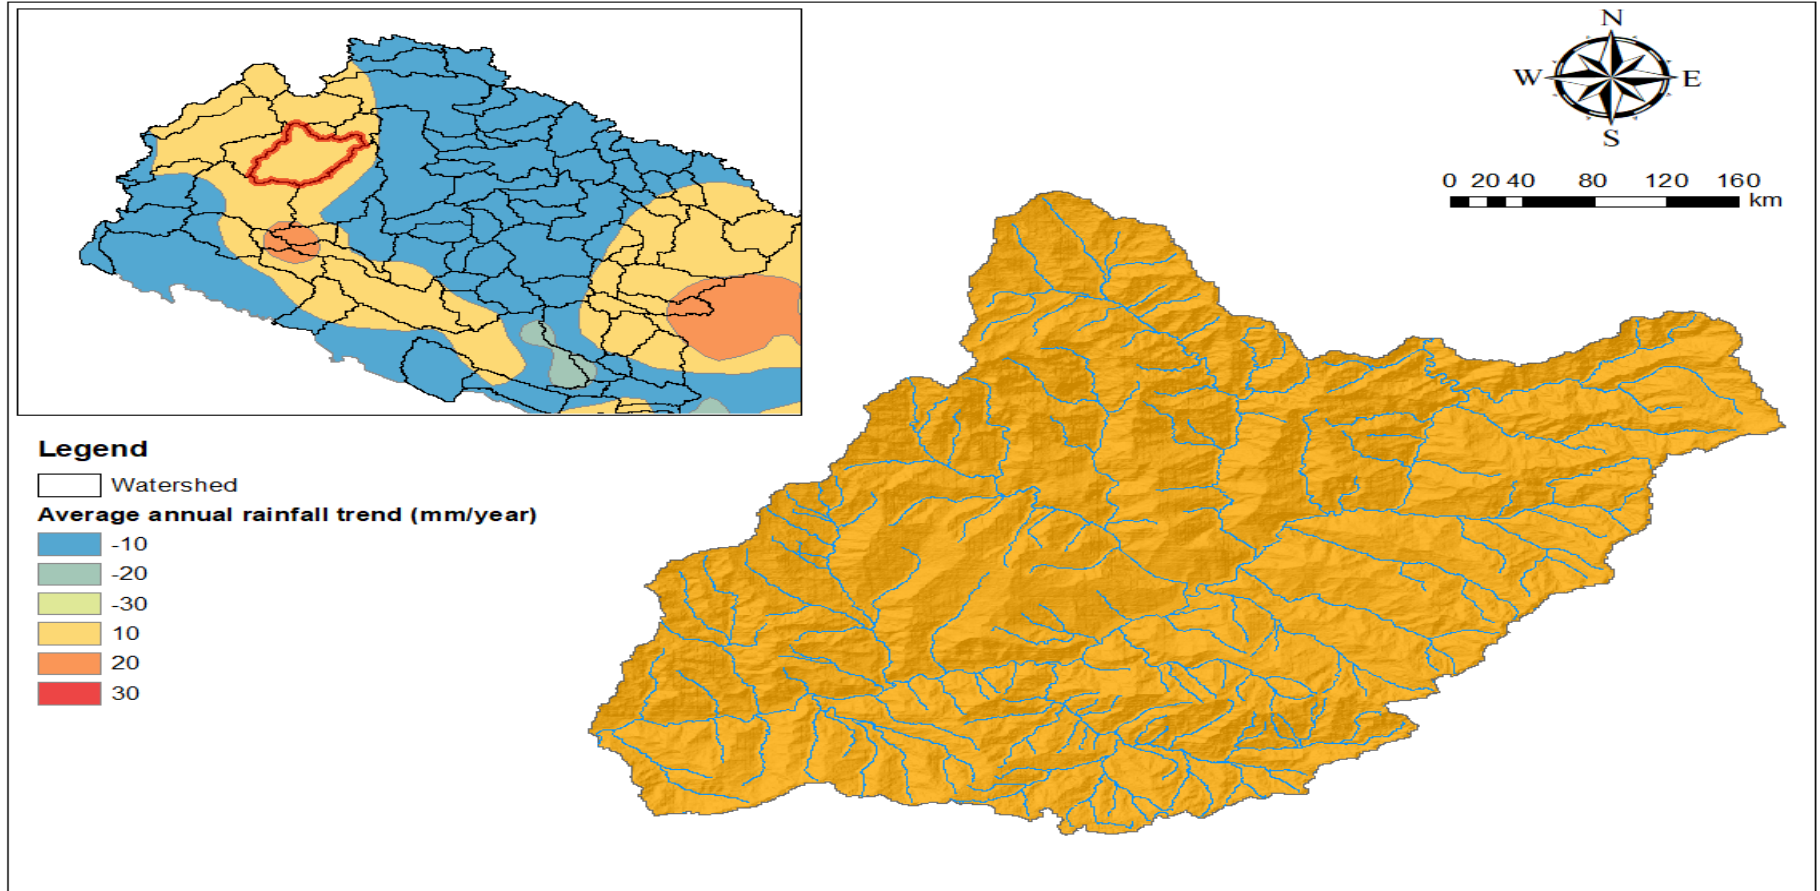 N
W E
S
0 20 40 80 120 160
km
Legend
Watershed
Average annual rainfall trend (mm/year)
-10
-20
-30
10
20
30